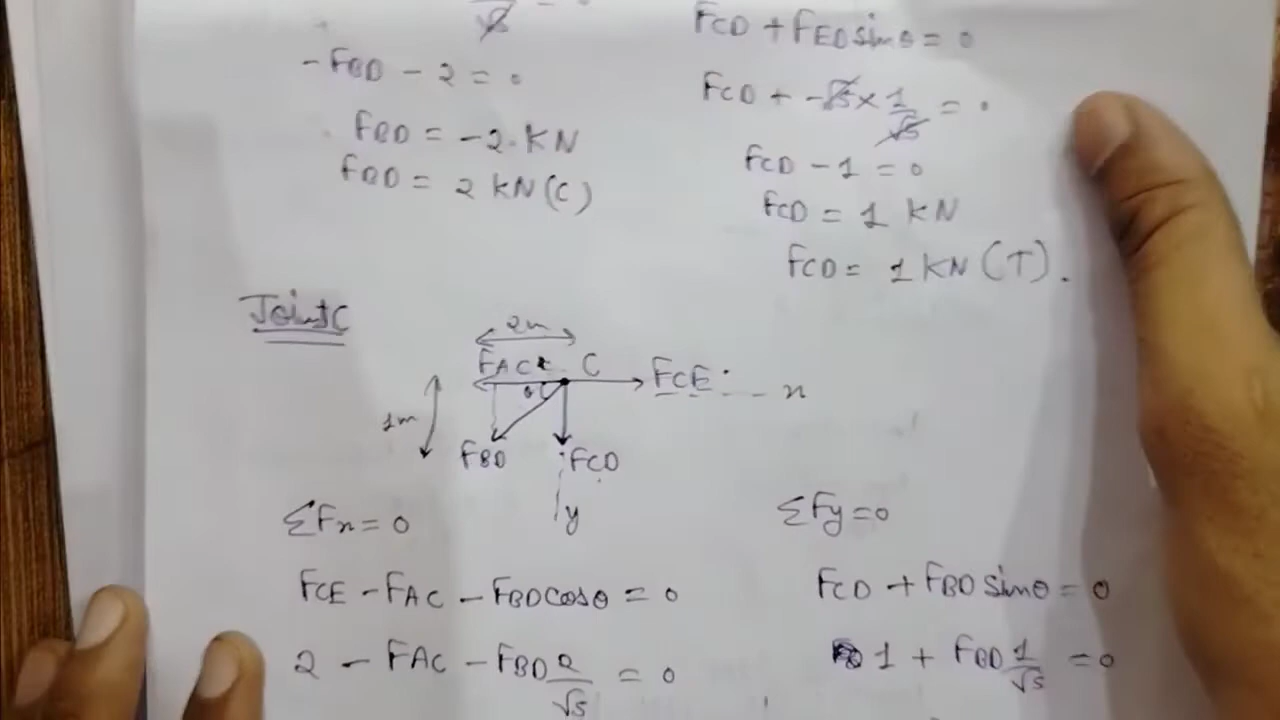 FCD + FED sinθ = 0
-FBD - 2 = 0
FBD = -2. KN
FBD = 2 KN (C)
FCD + -√5 × 1/√5 = 0
FCD - 1 = 0
FCD = 1 KN
FCD = 1 KN (T).
Joint C
2m
FAC C FCE x
1m θ
FBD FCD
y
ΣFx = 0
FCE - FAC - FBD cosθ = 0
2 - FAC - FBD 2/√5 = 0
ΣFy = 0
FCD + FBD sinθ = 0
1 + FBD 1/√5 = 0